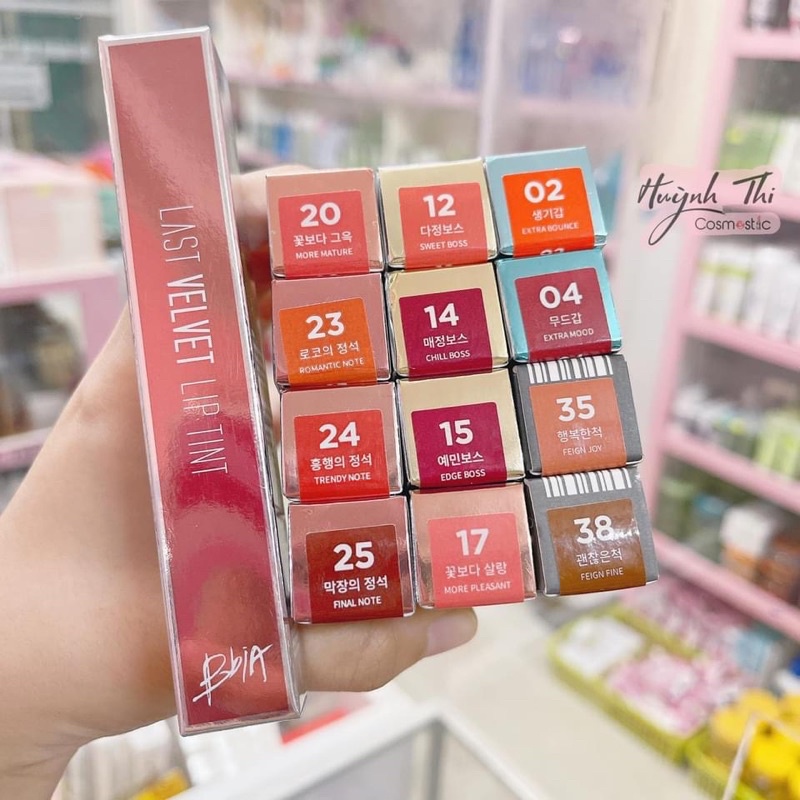 LAST VELVET LIP TINT
BbiA
20
꽃보다 그윽
MORE MATURE
12
다정보스
SWEET BOSS
02
생기갑
EXTRA BOUNCE
23
로코의 정석
ROMANTIC NOTE
14
매정보스
CHILL BOSS
04
무드갑
EXTRA MOOD
24
흥행의 정석
TRENDY NOTE
15
예민보스
EDGE BOSS
35
행복한척
FEIGN JOY
25
막장의 정석
FINAL NOTE
17
꽃보다 살랑
MORE PLEASANT
38
괜찮은척
FEIGN FINE
Huỳnh Thi
Cosmestic